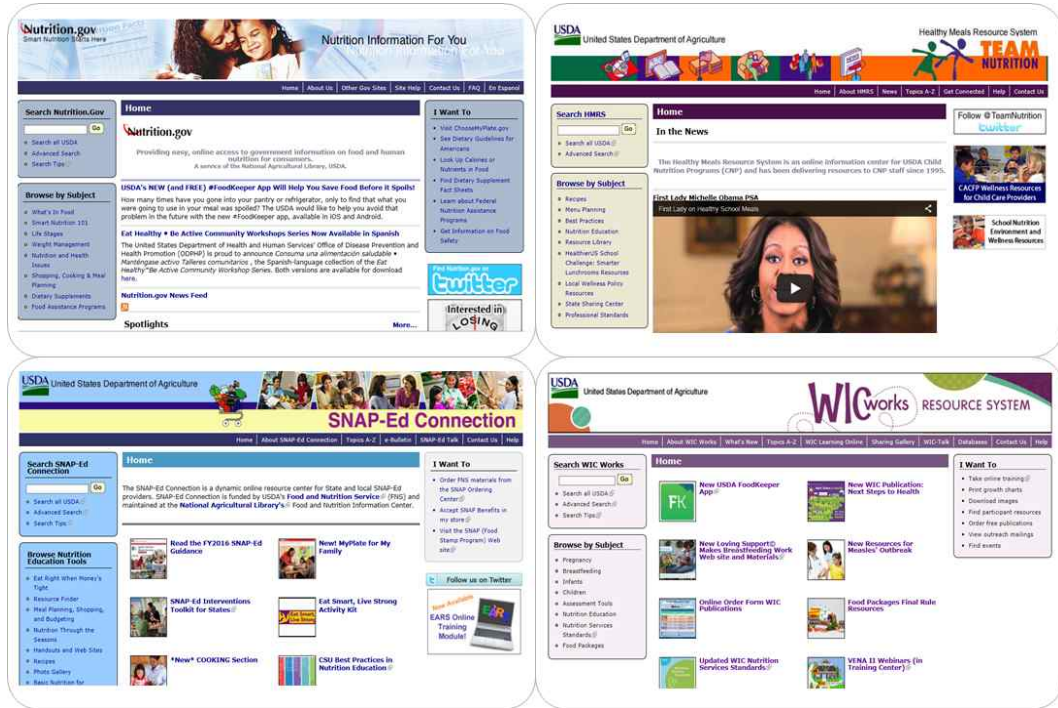 Nutrition.gov
Smart Nutrition Starts Here
Nutrition Information For You
Home | About Us | Other Gov Sites | Site Help | Contact Us | FAQ | En Espanol
Search Nutrition.Gov
Go
Search all USDA
Advanced Search
Search Tips
Browse by Subject
What's In Food
Smart Nutrition 101
Life Stages
Weight Management
Nutrition and Health
Issues
Shopping, Cooking & Meal
Planning
Dietary Supplements
Food Assistance Programs
Home
Nutrition.gov
Providing easy, online access to government information on food and human
nutrition for consumers.
A service of the National Agricultural Library, USDA.
USDA's NEW (and FREE) #FoodKeeper App Will Help You Save Food Before it Spoils!
How many times have you gone into your pantry or refrigerator, only to find that what you
were going to use in your meal was spoiled? The USDA would like to help you avoid that
problem in the future with the new #FoodKeeper app, available in iOS and Android.
Eat Healthy • Be Active Community Workshops Series Now Available in Spanish
The United States Department of Health and Human Services' Office of Disease Prevention and
Health Promotion (ODPHP) is proud to announce Consuma una alimentación saludable •
Manténgase activo Talleres comunitarios , the Spanish-language collection of the Eat
Healthy*Be Active Community Workshop Series. Both versions are available for download
here.
Nutrition.gov News Feed
Spotlights
More...
I Want To
Visit ChooseMyPlate.gov
See Dietary Guidelines for
Americans
Look Up Calories or
Nutrients in Food
Find Dietary Supplement
Fact Sheets
Learn about Federal
Nutrition Assistance
Programs
Get Information on Food
Safety
Find Nutrition.gov on
twitter
Interested in
LOSING
USDA United States Department of Agriculture
Healthy Meals Resource System
TEAM
NUTRITION
Home | About HMRS | News | Topics A-Z | Get Connected | Help | Contact Us
Search HMRS
Go
Search all USDA
Advanced Search
Browse by Subject
Recipes
Menu Planning
Best Practices
Nutrition Education
Resource Library
HealthierUS School
Challenge: Smarter
Lunchrooms Resources
Local Wellness Policy
Resources
State Sharing Center
Professional Standards
Home
In the News
The Healthy Meals Resource System is an online information center for USDA Child
Nutrition Programs (CNP) and has been delivering resources to CNP staff since 1995.
First Lady Michelle Obama PSA
First Lady on Healthy School Meals
Follow @TeamNutrition
twitter
CACFP Wellness Resources
for Child Care Providers
School Nutrition
Environment and
Wellness Resources
USDA United States Department of Agriculture
SNAP-Ed Connection
Home | About SNAP-Ed Connection | Topics A-Z | e-Bulletin | SNAP-Ed Talk | Contact Us | Help
Search SNAP-Ed
Connection
Go
Search all USDA
Advanced Search
Search Tips
Browse Nutrition
Education Tools
Eat Right When Money's
Tight
Resource Finder
Meal Planning, Shopping,
and Budgeting
Nutrition Through the
Seasons
Handouts and Web Sites
Recipes
Photo Gallery
Basic Nutrition for
Home
The SNAP-Ed Connection is a dynamic online resource center for State and local SNAP-Ed
providers. SNAP-Ed Connection is funded by USDA's Food and Nutrition Service (FNS) and
maintained at the National Agricultural Library's Food and Nutrition Information Center.
Read the FY2016 SNAP-Ed
Guidance
New! MyPlate for My
Family
SNAP-Ed Interventions
Toolkit for States
Eat Smart,
Live Strong
Eat Smart, Live Strong
Activity Kit
*New* COOKING Section
CSU Best Practices in
Nutrition Education
I Want To
Order FNS materials from
the SNAP Ordering
Center
Accept SNAP Benefits in
my store
Visit the SNAP (Food
Stamp Program) Web
site
Follow us on Twitter
Now Available
EARS Online
Training
Module!
EAR
USDA United States Department of Agriculture
WIC works RESOURCE SYSTEM
Home | About WIC Works | What's New | Topics A-Z | WIC Learning Online | Sharing Gallery | WIC-Talk | Databases | Contact Us | Help
Search WIC Works
Go
Search all USDA
Advanced Search
Search Tips
Browse by Subject
Pregnancy
Breastfeeding
Infants
Children
Assessment Tools
Nutrition Education
Nutrition Services
Standards
Food Packages
Home
FK
New USDA FoodKeeper
App
New WIC Publication:
Next Steps to Health
New Loving Support©
Makes Breastfeeding Work
Web site and Materials
New Resources for
Measles' Outbreak
Online Order Form WIC
Publications
Food Packages Final Rule
Resources
Updated WIC Nutrition
Services Standards
VENA II Webinars (in
Training Center)
I Want To
Take online training
Print growth charts
Download images
Find participant resources
Order free publications
View outreach mailings
Find events